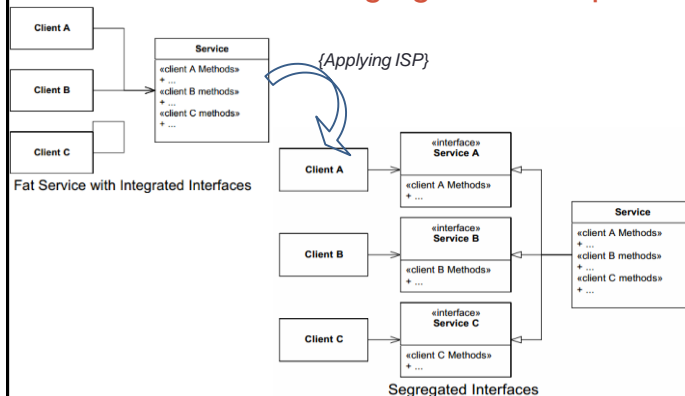 Client A
Client B
Client C
Service
«client A Methods»
+ ...
«client B methods»
+ ...
«client C methods»
+ ...
Fat Service with Integrated Interfaces
{Applying ISP}
Client A
Client B
Client C
«interface»
Service A
«client A Methods»
+ ...
«interface»
Service B
«client B Methods»
+ ...
«interface»
Service C
«client C Methods»
+ ...
Service
«client A Methods»
+ ...
«client B methods»
+ ...
«client C methods»
+ ...
Segregated Interfaces